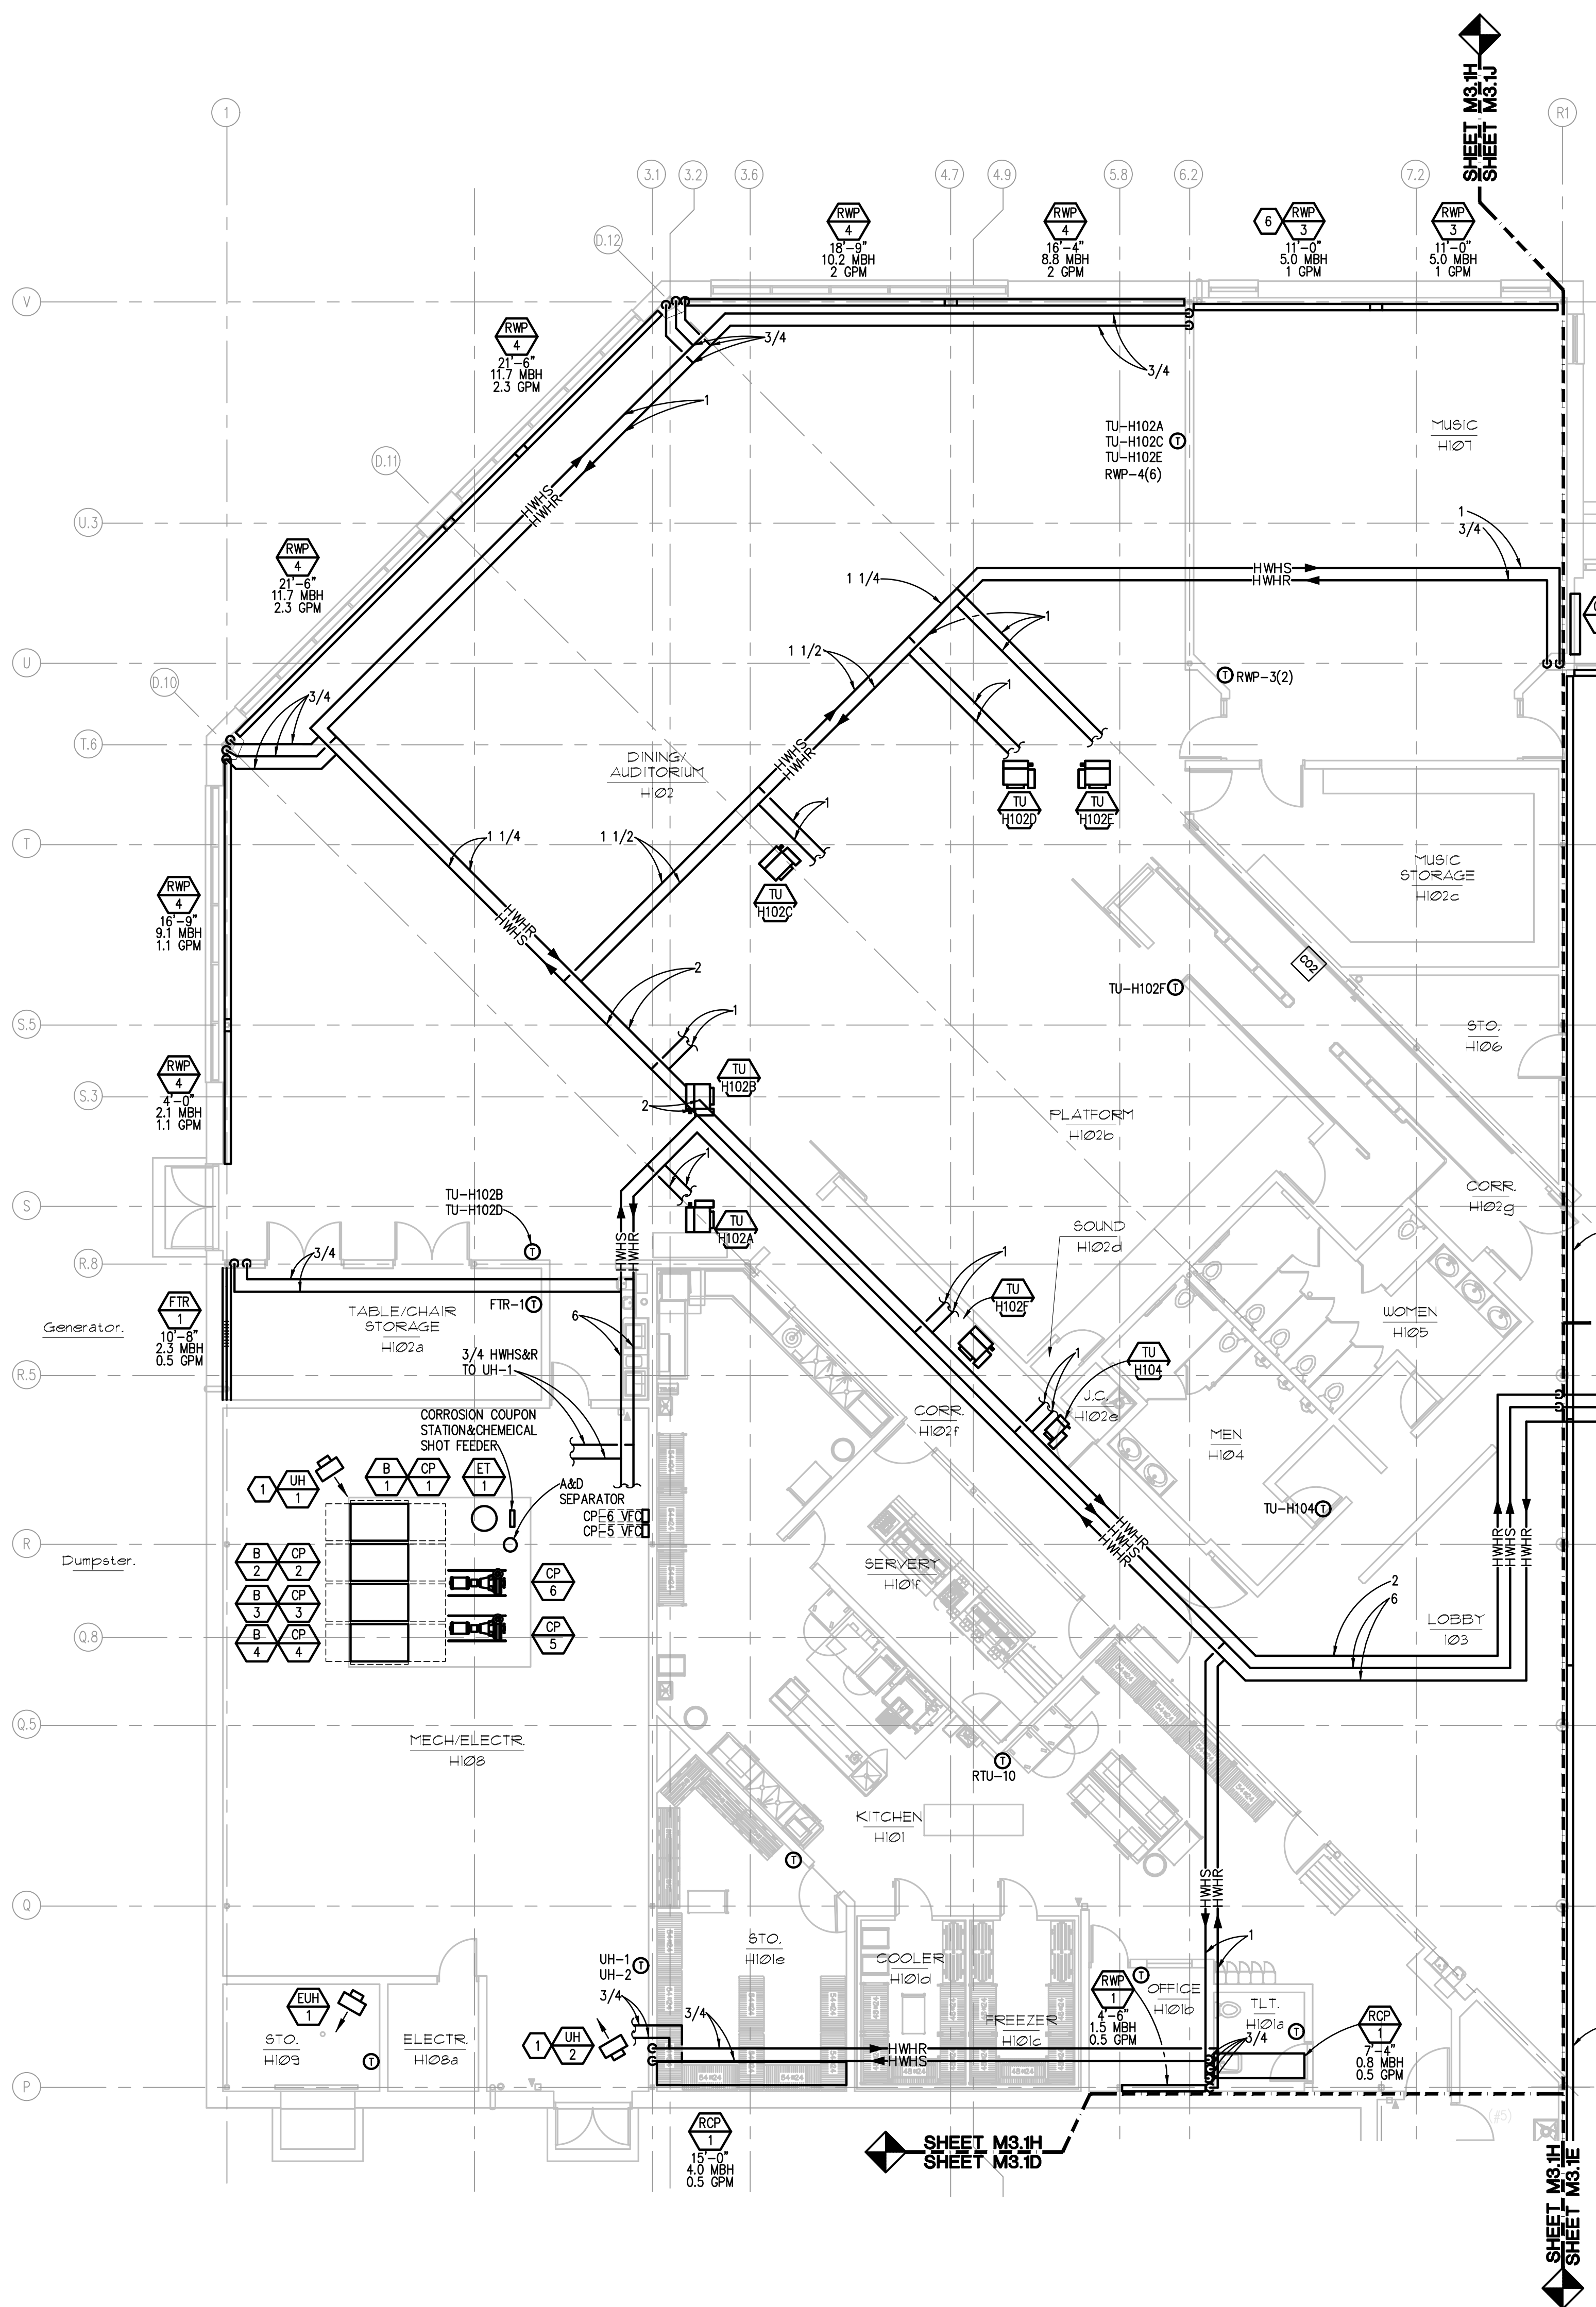 SHEET M3.1H
SHEET M3.1J
1
R1
3.1
3.2
3.6
4.7
4.9
5.8
6.2
7.2
D.12
RWP
4
18'-9"
10.2 MBH
2 GPM
RWP
4
16'-4"
8.8 MBH
2 GPM
6
RWP
3
11'-0"
5.0 MBH
1 GPM
RWP
3
11'-0"
5.0 MBH
1 GPM
V
RWP
4
21'-6"
11.7 MBH
2.3 GPM
3/4
3/4
1
TU-H102A
TU-H102C T
TU-H102E
RWP-4(6)
MUSIC
H107
D.11
HWHS
HWHR
U.3
RWP
4
21'-6"
11.7 MBH
2.3 GPM
1
3/4
HWHS
HWHR
1 1/4
1
1 1/2
U
D.10
T RWP-3(2)
3/4
1
T.6
HWHS
HWHR
DINING/
AUDITORIUM
H102
TU
H102D
TU
H102E
1
1 1/4
1 1/2
T
TU
H102C
MUSIC
STORAGE
H102c
RWP
4
16'-9"
9.1 MBH
1.1 GPM
HWHR
HWHS
2
CO2
TU-H102F T
1
S.5
STO.
H106
RWP
4
4'-0"
2.1 MBH
1.1 GPM
TU
H102B
S.3
2
PLATFORM
H102b
1
TU-H102B
TU-H102D
T
S
TU
H102A
CORR.
H102g
SOUND
H102d
HWHS
HWHR
R.8
3/4
1
TU
H102F
FTR
1
10'-8"
2.3 MBH
0.5 GPM
FTR-1 T
TABLE/CHAIR
STORAGE
H102a
Generator.
6
WOMEN
H105
3/4 HWHS&R
TO UH-1
1
TU
H104
R.5
J.C.
H102e
CORR.
H102f
CORROSION COUPON
STATION&CHEMEICAL
SHOT FEEDER
MEN
H104
1
UH
1
B
1
CP
1
ET
1
A&D
SEPARATOR
CP-6 VFC
CP-5 VFC
TU-H104 T
R
HWHR
HWHS
HWHR
HWHR
HWHS
HWHR
Dumpster.
B
2
CP
2
CP
6
SERVERY
H101f
B
3
CP
3
2
6
Q.8
B
4
CP
4
CP
5
LOBBY
103
Q.5
MECH/ELECTR.
H108
T
RTU-10
KITCHEN
H101
T
HWHS
HWHR
Q
STO.
H101e
COOLER
H101d
1
UH-1
UH-2
T
RWP
1
4'-6"
1.5 MBH
0.5 GPM
T
OFFICE
H101b
EUH
1
3/4
3/4
FREEZER
H101c
TLT.
H101a
T
3/4
RCP
1
7'-4"
0.8 MBH
0.5 GPM
STO.
H109
ELECTR.
H108a
T
1
UH
2
HWHR
HWHS
54*24
54*24
48*24
48*24
P
RCP
1
15'-0"
4.0 MBH
0.5 GPM
(#5)
SHEET M3.1H
SHEET M3.1D
SHEET M3.1H
SHEET M3.1E